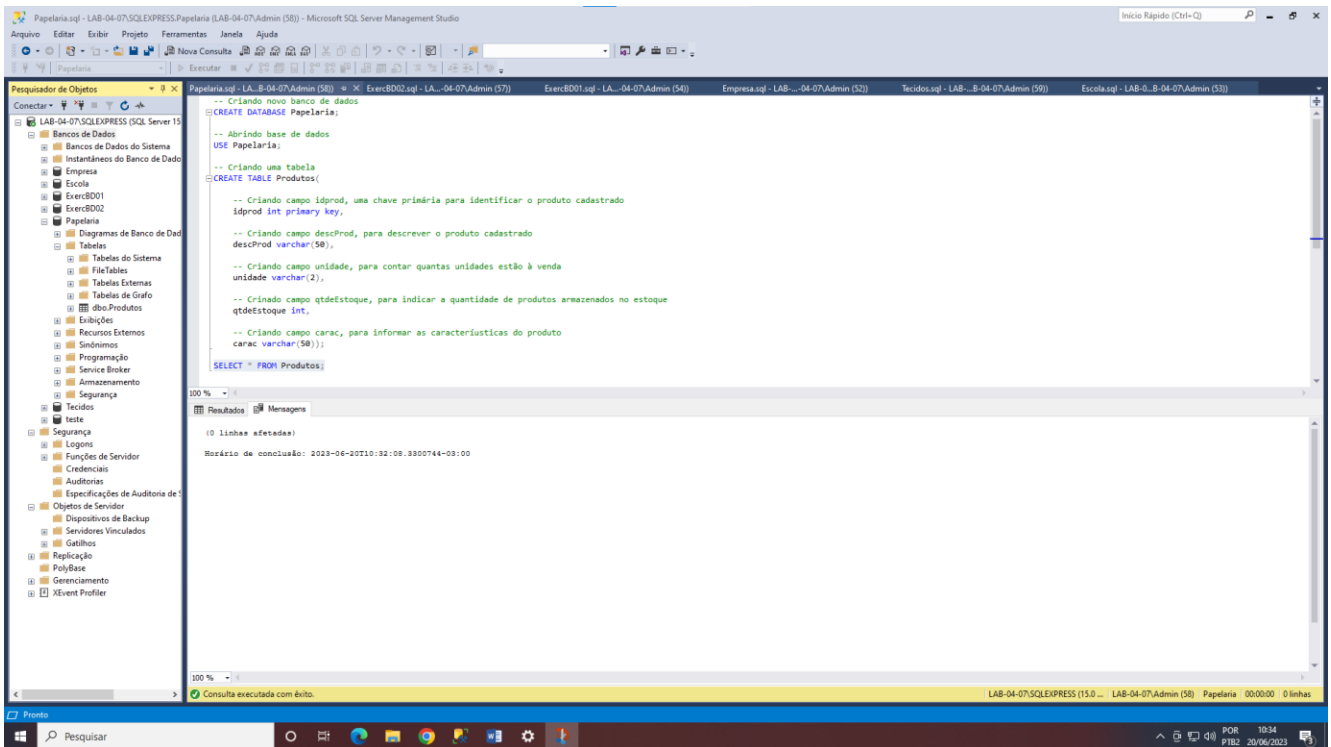 Papelaria.sql - LAB-04-07\SQLEXPRESS.Papelaria (LAB-04-07\Admin (58)) - Microsoft SQL Server Management Studio
Início Rápido (Ctrl+Q)
Arquivo Editar Exibir Projeto Ferramentas Janela Ajuda
Nova Consulta
Papelaria
Executar
Pesquisador de Objetos
Papelaria.sql - LA...B-04-07\Admin (58)) ExercBD02.sql - LA...-04-07\Admin (57)) ExercBD01.sql - LA...-04-07\Admin (54)) Empresa.sql - LAB-...-04-07\Admin (52)) Tecidos.sql - LAB-...B-04-07\Admin (59)) Escola.sql - LAB-0...B-04-07\Admin (53))
Conectar
LAB-04-07\SQLEXPRESS (SQL Server 15
Bancos de Dados
Bancos de Dados do Sistema
Instantâneos do Banco de Dado
Empresa
Escola
ExercBD01
ExercBD02
Papelaria
Diagramas de Banco de Dad
Tabelas
Tabelas do Sistema
FileTables
Tabelas Externas
Tabelas de Grafo
dbo.Produtos
Exibições
Recursos Externos
Sinônimos
Programação
Service Broker
Armazenamento
Segurança
Tecidos
teste
Segurança
Logons
Funções de Servidor
Credenciais
Auditorias
Especificações de Auditoria de S
Objetos de Servidor
Dispositivos de Backup
Servidores Vinculados
Gatilhos
Replicação
PolyBase
Gerenciamento
XEvent Profiler
-- Criando novo banco de dados
CREATE DATABASE Papelaria;
-- Abrindo base de dados
USE Papelaria;
-- Criando uma tabela
CREATE TABLE Produtos(
-- Criando campo idprod, uma chave primária para identificar o produto cadastrado
idprod int primary key,
-- Criando campo descProd, para descrever o produto cadastrado
descProd varchar(50),
-- Criando campo unidade, para contar quantas unidades estão à venda
unidade varchar(2),
-- Crinado campo qtdeEstoque, para indicar a quantidade de produtos armazenados no estoque
qtdeEstoque int,
-- Criando campo carac, para informar as caracteríusticas do produto
carac varchar(50));
SELECT * FROM Produtos;
100 %
Resultados Mensagens
(0 linhas afetadas)
Horário de conclusão: 2023-06-20T10:32:08.3300744-03:00
100 %
Consulta executada com êxito.
LAB-04-07\SQLEXPRESS (15.0 ... LAB-04-07\Admin (58) Papelaria 00:00:00 0 linhas
Pronto
Pesquisar
POR
PTB2
10:34
20/06/2023